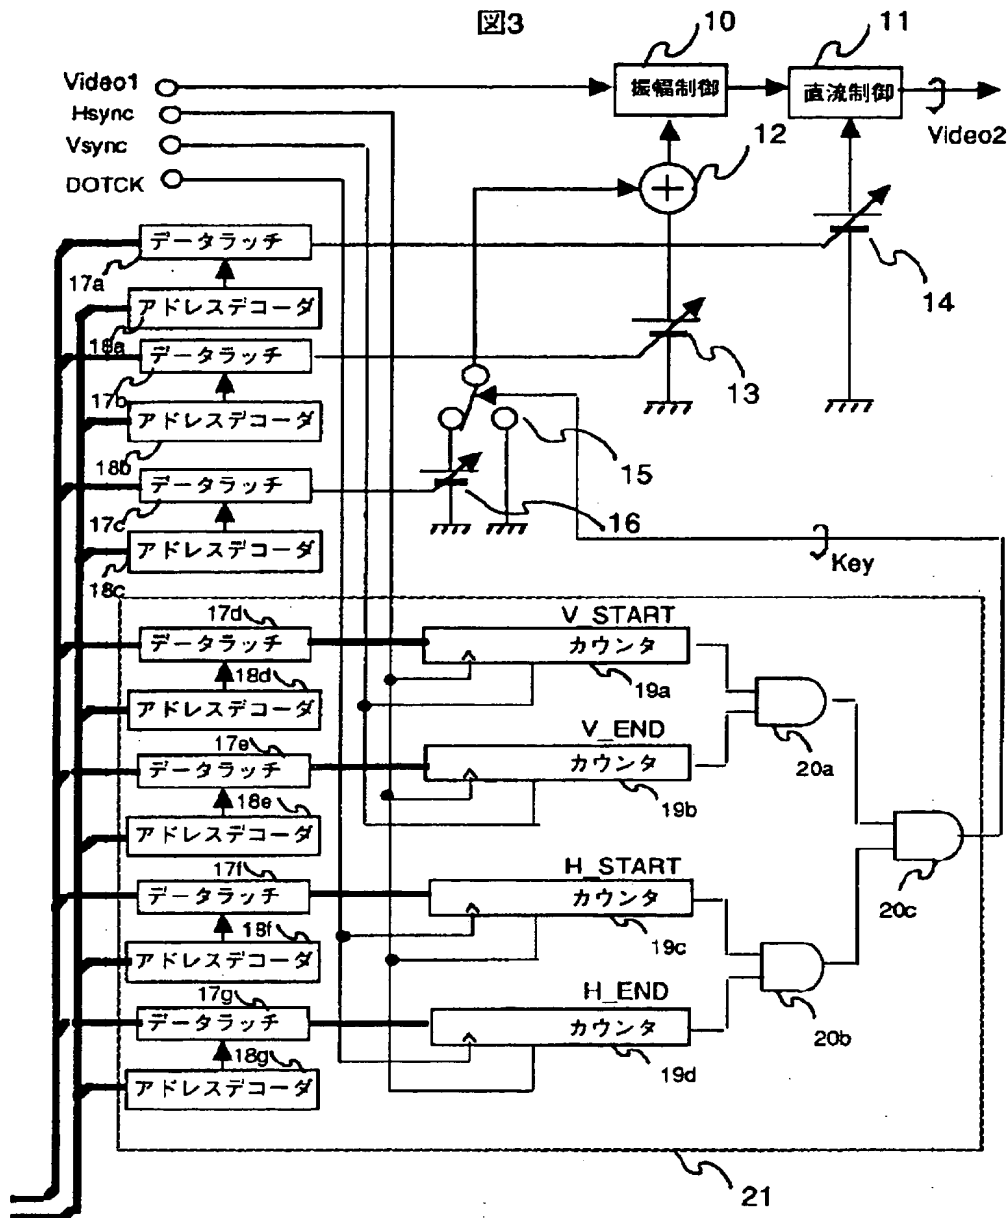 図3
10
11
Video1
振幅制御
直流制御
Hsync
Vsync
DOTCK
Video2
12
データラッチ
17a
14
アドレスデコーダ
18a
データラッチ
13
17b
アドレスデコーダ
18b
15
データラッチ
17c
16
アドレスデコーダ
18c
Key
17d
V_START
データラッチ
カウンタ
18d
19a
アドレスデコーダ
17e
V_END
20a
データラッチ
カウンタ
18e
19b
アドレスデコーダ
17f
H_START
データラッチ
カウンタ
20c
18f
19c
アドレスデコーダ
17g
H_END
データラッチ
カウンタ
20b
18g
19d
アドレスデコーダ
21